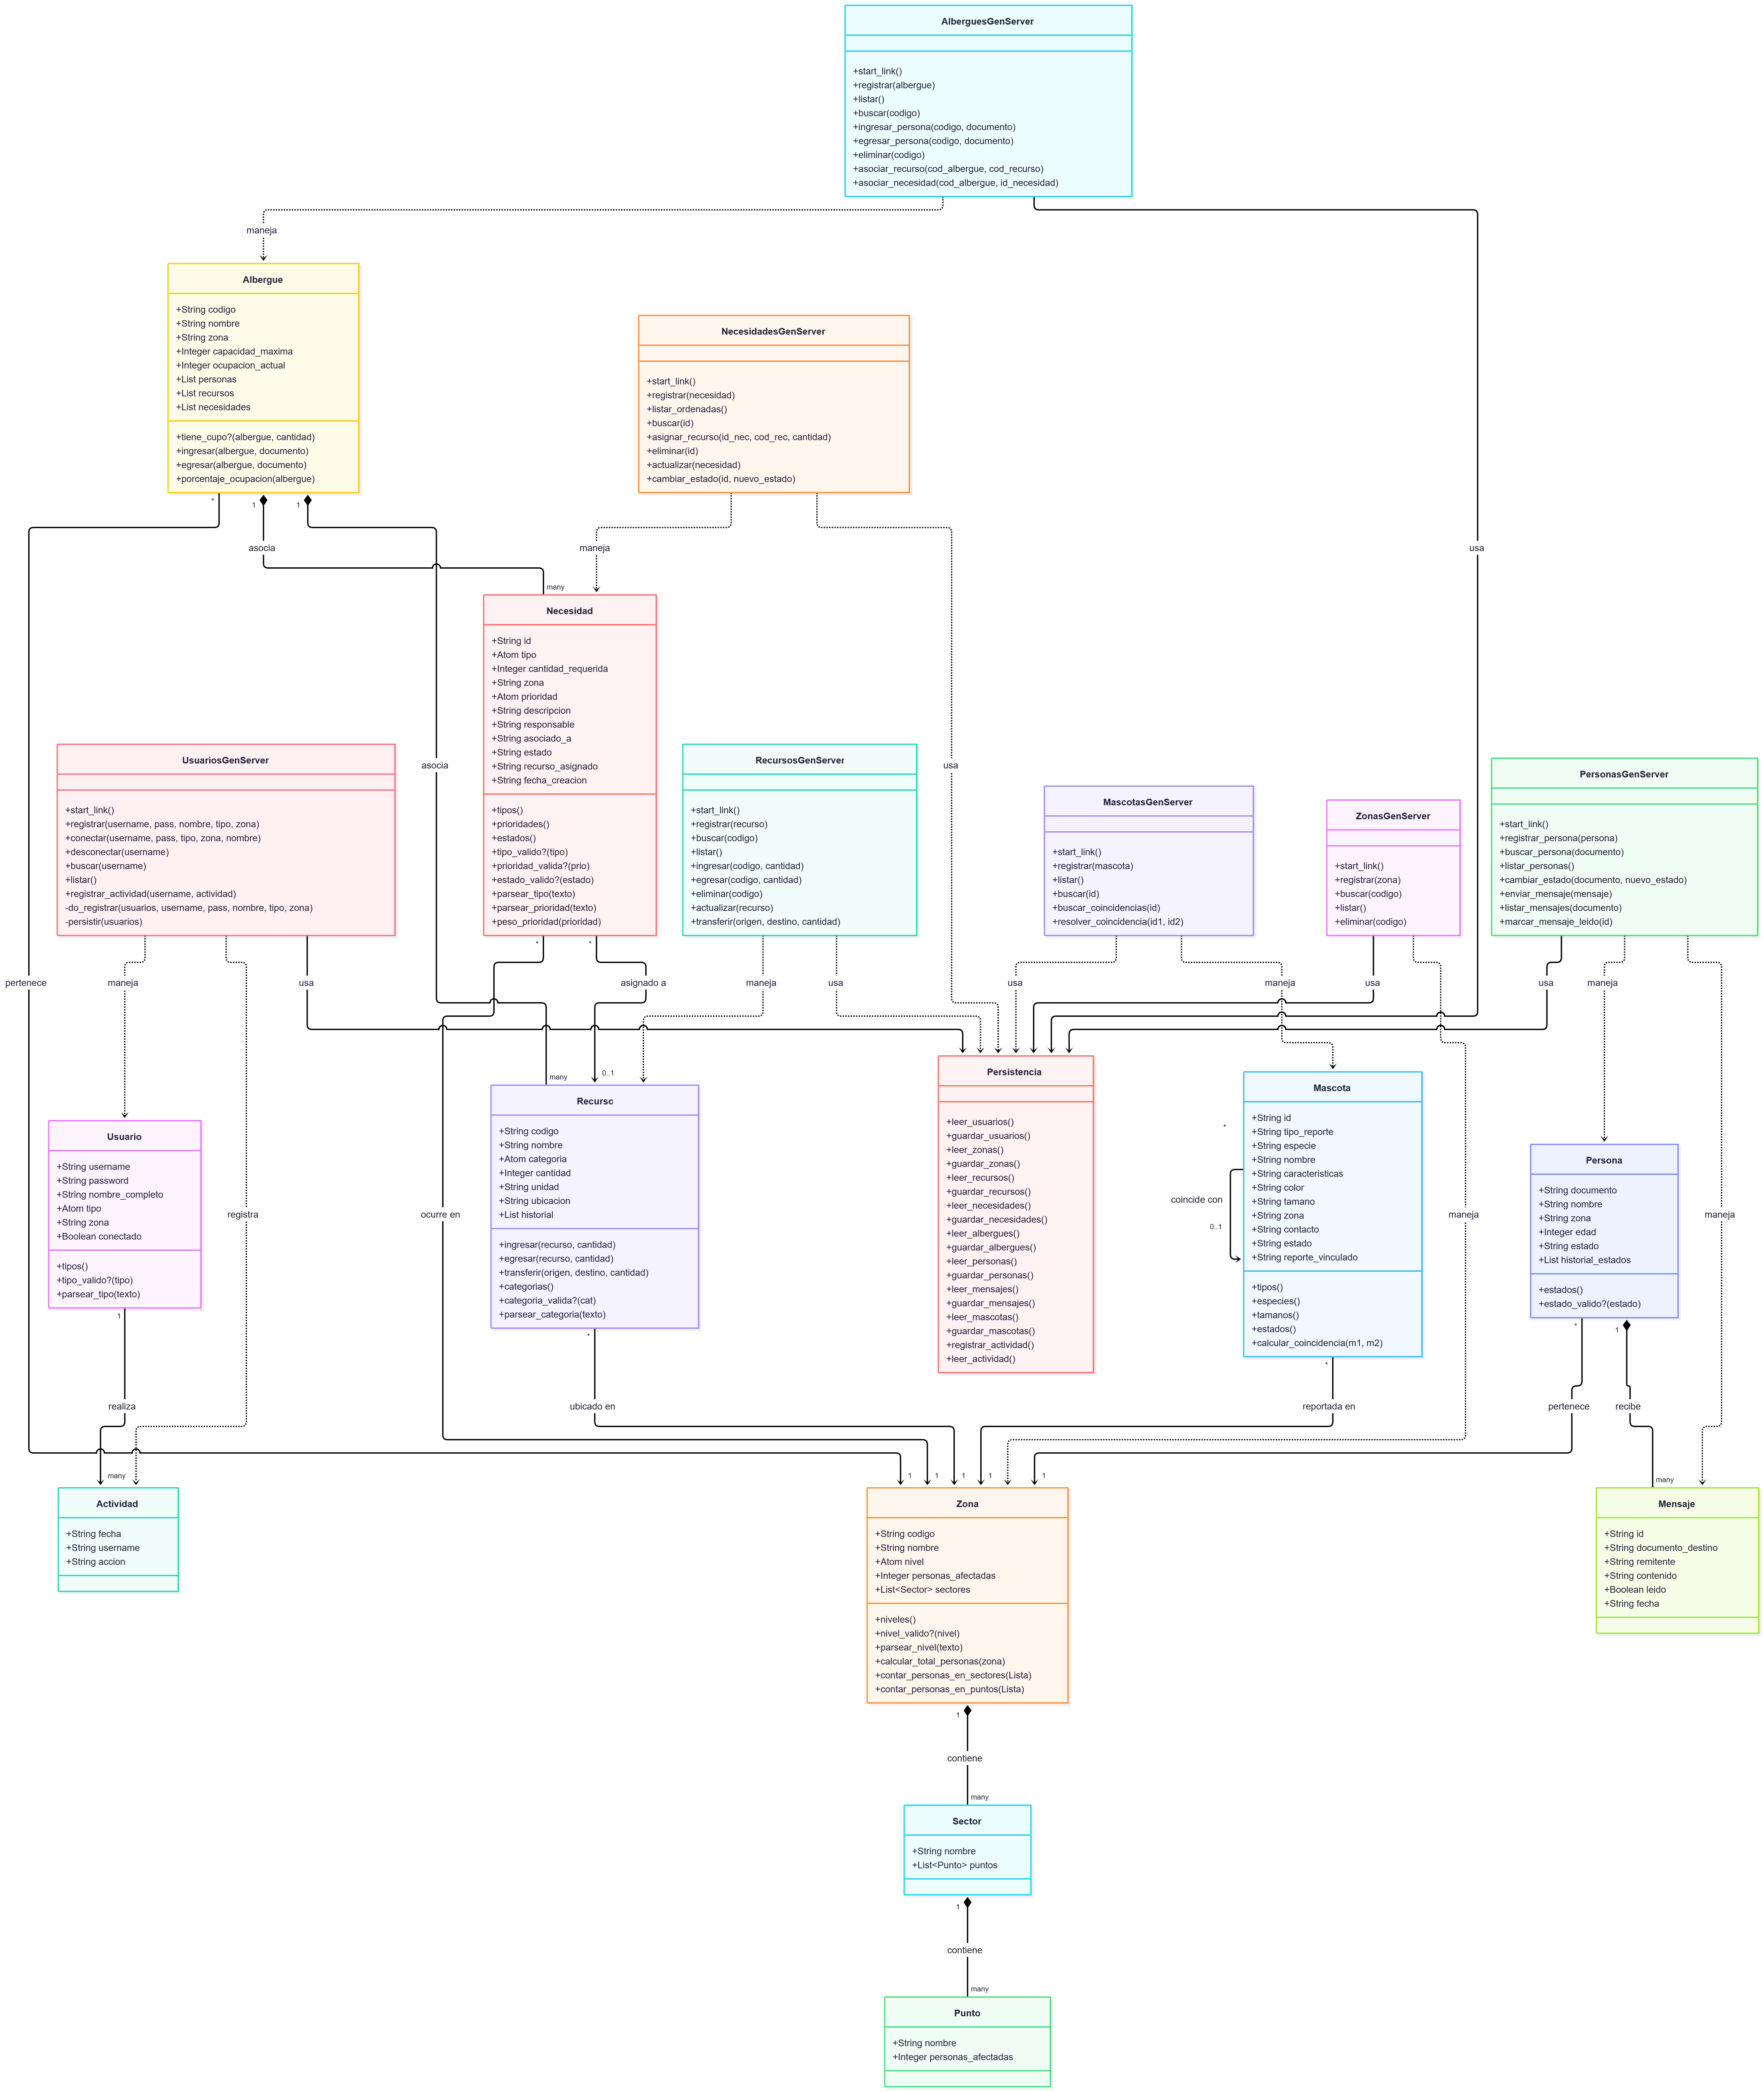 AlberguesGenServer
+start_link()
+registrar(albergue)
+listar()
+buscar(codigo)
+ingresar_persona(codigo, documento)
+egresar_persona(codigo, documento)
+eliminar(codigo)
+asociar_recurso(cod_albergue, cod_recurso)
+asociar_necesidad(cod_albergue, id_necesidad)
maneja
Albergue
+String codigo
+String nombre
+String zona
+Integer capacidad_maxima
+Integer ocupacion_actual
+List personas
+List recursos
+List necesidades
+tiene_cupo?(albergue, cantidad)
+ingresar(albergue, documento)
+egresar(albergue, documento)
+porcentaje_ocupacion(albergue)
*
1
1
NecesidadesGenServer
+start_link()
+registrar(necesidad)
+listar_ordenadas()
+buscar(id)
+asignar_recurso(id_nec, cod_rec, cantidad)
+eliminar(id)
+actualizar(necesidad)
+cambiar_estado(id, nuevo_estado)
asocia
maneja
usa
many
Necesidad
+String id
+Atom tipo
+Integer cantidad_requerida
+String zona
+Atom prioridad
+String descripcion
+String responsable
+String asociado_a
+String estado
+String recurso_asignado
+String fecha_creacion
+tipos()
+prioridades()
+estados()
+tipo_valido?(tipo)
+prioridad_valida?(prio)
+estado_valido?(estado)
+parsear_tipo(texto)
+parsear_prioridad(texto)
+peso_prioridad(prioridad)
*
*
UsuariosGenServer
+start_link()
+registrar(username, pass, nombre, tipo, zona)
+conectar(username, pass, tipo, zona, nombre)
+desconectar(username)
+buscar(username)
+listar()
+registrar_actividad(username, actividad)
-do_registrar(usuarios, username, pass, nombre, tipo, zona)
-persistir(usuarios)
asocia
RecursosGenServer
+start_link()
+registrar(recurso)
+buscar(codigo)
+listar()
+ingresar(codigo, cantidad)
+egresar(codigo, cantidad)
+eliminar(codigo)
+actualizar(recurso)
+transferir(origen, destino, cantidad)
usa
MascotasGenServer
+start_link()
+registrar(mascota)
+listar()
+buscar(id)
+buscar_coincidencias(id)
+resolver_coincidencia(id1, id2)
ZonasGenServer
+start_link()
+registrar(zona)
+buscar(codigo)
+listar()
+eliminar(codigo)
PersonasGenServer
+start_link()
+registrar_persona(persona)
+buscar_persona(documento)
+listar_personas()
+cambiar_estado(documento, nuevo_estado)
+enviar_mensaje(mensaje)
+listar_mensajes(documento)
+marcar_mensaje_leido(id)
pertenece
maneja
usa
asignado a
maneja
usa
usa
maneja
usa
usa
maneja
0..1
many
Usuario
+String username
+String password
+String nombre_completo
+Atom tipo
+String zona
+Boolean conectado
+tipos()
+tipo_valido?(tipo)
+parsear_tipo(texto)
1
registra
ocurre en
Recurso
+String codigo
+String nombre
+Atom categoria
+Integer cantidad
+String unidad
+String ubicacion
+List historial
+ingresar(recurso, cantidad)
+egresar(recurso, cantidad)
+transferir(origen, destino, cantidad)
+categorias()
+categoria_valida?(cat)
+parsear_categoria(texto)
*
Persistencia
+leer_usuarios()
+guardar_usuarios()
+leer_zonas()
+guardar_zonas()
+leer_recursos()
+guardar_recursos()
+leer_necesidades()
+guardar_necesidades()
+leer_albergues()
+guardar_albergues()
+leer_personas()
+guardar_personas()
+leer_mensajes()
+guardar_mensajes()
+leer_mascotas()
+guardar_mascotas()
+registrar_actividad()
+leer_actividad()
*
coincide con
0..1
Mascota
+String id
+String tipo_reporte
+String especie
+String nombre
+String caracteristicas
+String color
+String tamano
+String zona
+String contacto
+String estado
+String reporte_vinculado
+tipos()
+especies()
+tamanos()
+estados()
+calcular_coincidencia(m1, m2)
*
maneja
Persona
+String documento
+String nombre
+String zona
+Integer edad
+String estado
+List historial_estados
+estados()
+estado_valido?(estado)
*
1
maneja
realiza
ubicado en
reportada en
pertenece
recibe
many
1
1
1
1
1
many
Actividad
+String fecha
+String username
+String accion
Zona
+String codigo
+String nombre
+Atom nivel
+Integer personas_afectadas
+List<Sector> sectores
+niveles()
+nivel_valido?(nivel)
+parsear_nivel(texto)
+calcular_total_personas(zona)
+contar_personas_en_sectores(Lista)
+contar_personas_en_puntos(Lista)
1
Mensaje
+String id
+String documento_destino
+String remitente
+String contenido
+Boolean leido
+String fecha
contiene
many
Sector
+String nombre
+List<Punto> puntos
1
contiene
many
Punto
+String nombre
+Integer personas_afectadas